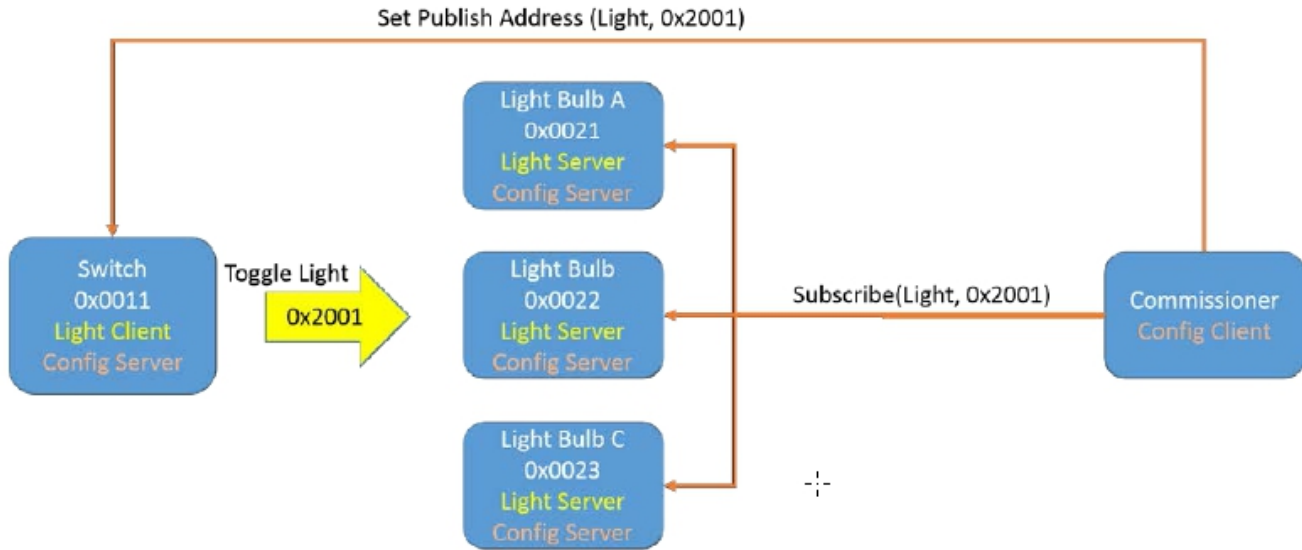 Set Publish Address (Light, 0x2001)
Light Bulb A
0x0021
Light Server
Config Server
Switch
0x0011
Light Client
Config Server
Toggle Light
0x2001
Light Bulb
0x0022
Light Server
Config Server
Subscribe(Light, 0x2001)
Commissioner
Config Client
Light Bulb C
0x0023
Light Server
Config Server